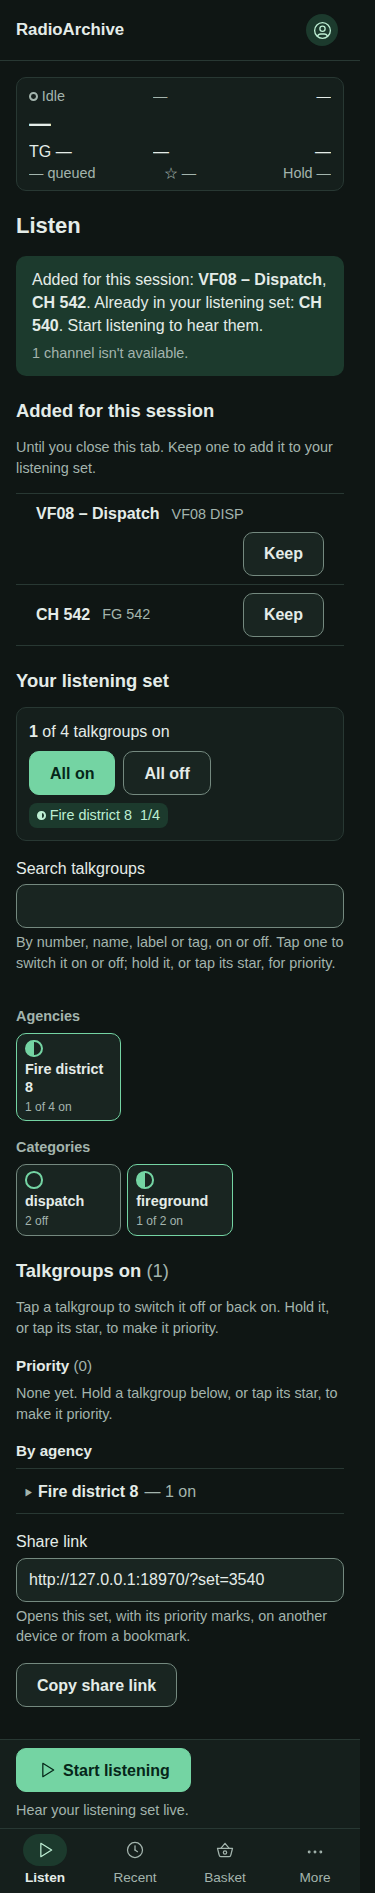 RadioArchive
Idle — —
—
TG — — —
— queued ☆ — Hold —
Listen
Added for this session: VF08 – Dispatch,
CH 542. Already in your listening set: CH
540. Start listening to hear them.
1 channel isn't available.
Added for this session
Until you close this tab. Keep one to add it to your
listening set.
VF08 – Dispatch VF08 DISP
Keep
CH 542 FG 542 Keep
Your listening set
1 of 4 talkgroups on
All on All off
Fire district 8 1/4
Search talkgroups
By number, name, label or tag, on or off. Tap one to
switch it on or off; hold it, or tap its star, for priority.
Agencies
Fire district
8
1 of 4 on
Categories
dispatch fireground
2 off 1 of 2 on
Talkgroups on (1)
Tap a talkgroup to switch it off or back on. Hold it,
or tap its star, to make it priority.
Priority (0)
None yet. Hold a talkgroup below, or tap its star, to
make it priority.
By agency
Fire district 8 — 1 on
Share link
http://127.0.0.1:18970/?set=3540
Opens this set, with its priority marks, on another
device or from a bookmark.
Copy share link
Start listening
Hear your listening set live.
Listen Recent Basket More